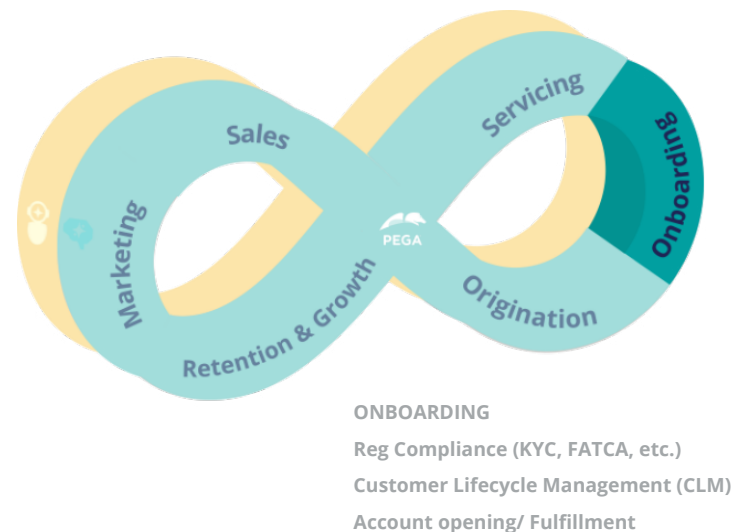 Sales
Servicing
Onboarding
Marketing
PEGA
Retention & Growth
Origination
ONBOARDING
Reg Compliance (KYC, FATCA, etc.)
Customer Lifecycle Management (CLM)
Account opening/ Fulfillment